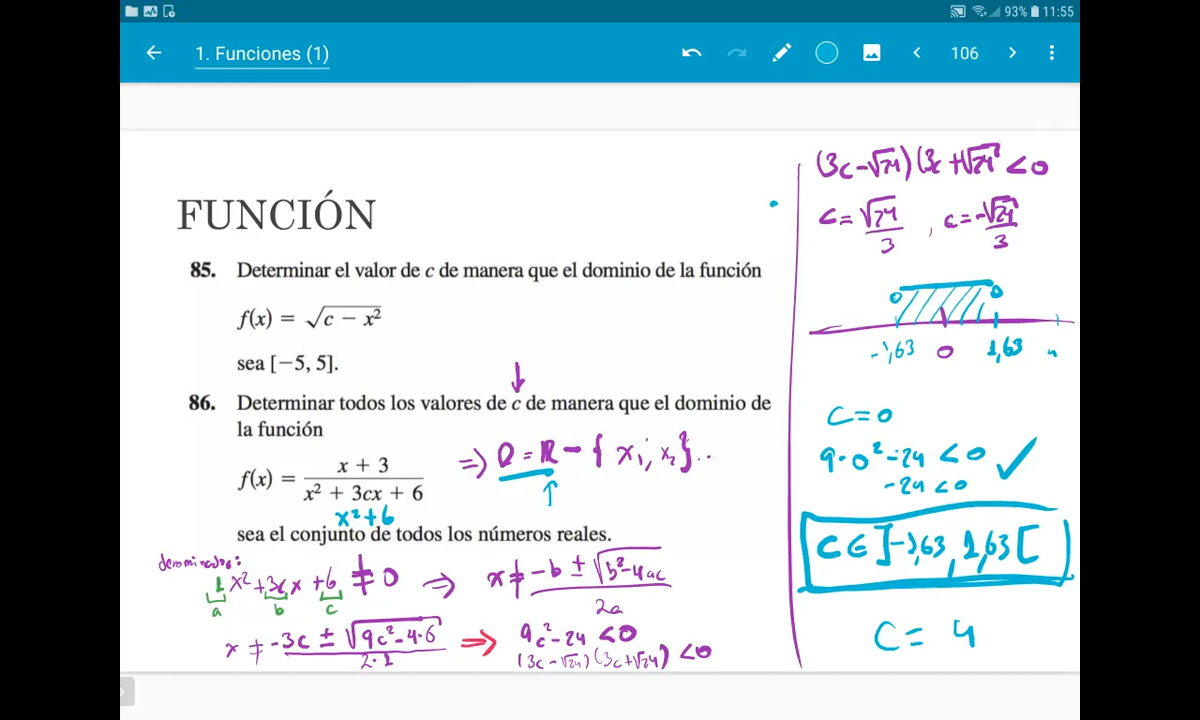 93% 11:55
1. Funciones (1)
106
FUNCIÓN
85. Determinar el valor de c de manera que el dominio de la función
f(x) = √c − x²
sea [−5, 5].
86. Determinar todos los valores de c de manera que el dominio de
la función
f(x) = x + 3 / x² + 3cx + 6
x²+6
⇒ D = ℝ − { x₁, x₂}..
sea el conjunto de todos los números reales.
denominador:
1x²+3cx+6 ≠ 0 ⇒ x ≠ −b ± √b²−4ac / 2a
a b c
x ≠ −3c ± √9c²−4·6 / 2·1 ⇒ 9c²−24 <0
(3c−√24)(3c+√24) <0
(3c−√24)(3c+√24 <0
c=√24/3 , c=−√24/3
−1,63 0 1,63 4
c=0
9·0²−24 <0 ✓
−24 <0
C ∈ ]−1,63, 1,63[
C = 4